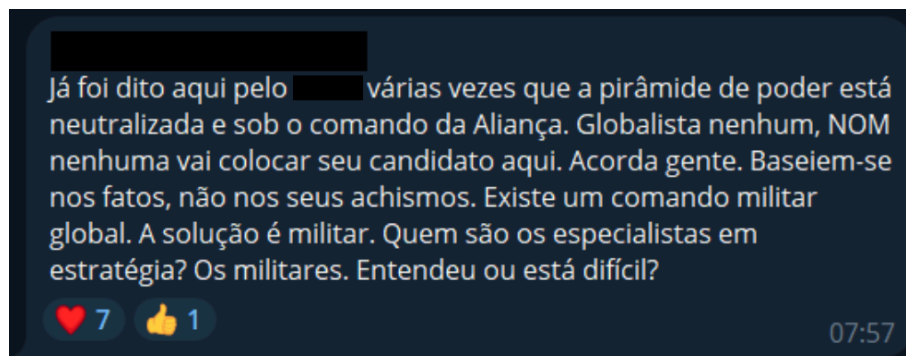 Já foi dito aqui pelo várias vezes que a pirâmide de poder está
neutralizada e sob o comando da Aliança. Globalista nenhum, NOM
nenhuma vai colocar seu candidato aqui. Acorda gente. Baseiem-se
nos fatos, não nos seus achismos. Existe um comando militar
global. A solução é militar. Quem são os especialistas em
estratégia? Os militares. Entendeu ou está difícil?
7 1
07:57